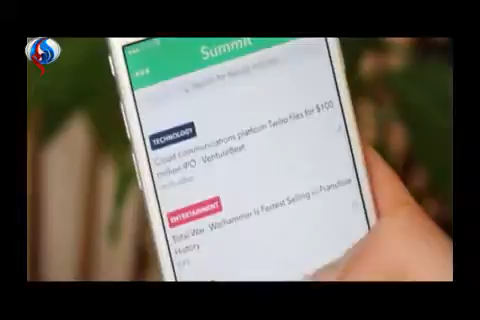 Summit
TECHNOLOGY
Cloud communications platform Twilio files for $100
million IPO - VentureBeat
ENTERTAINMENT
Total War: Warhammer Is Fastest Selling in Franchise
History